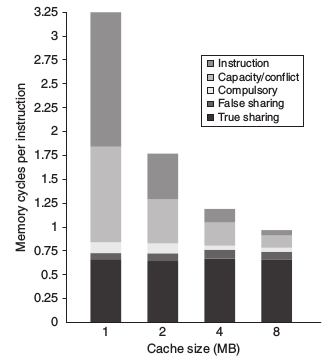 3.25
3
2.75
2.5
2.25
2
1.75
1.5
1.25
1
0.75
0.5
0.25
0
Memory cycles per instruction
Instruction
Capacity/conflict
Compulsory
False sharing
True sharing
1 2 4 8
Cache size (MB)